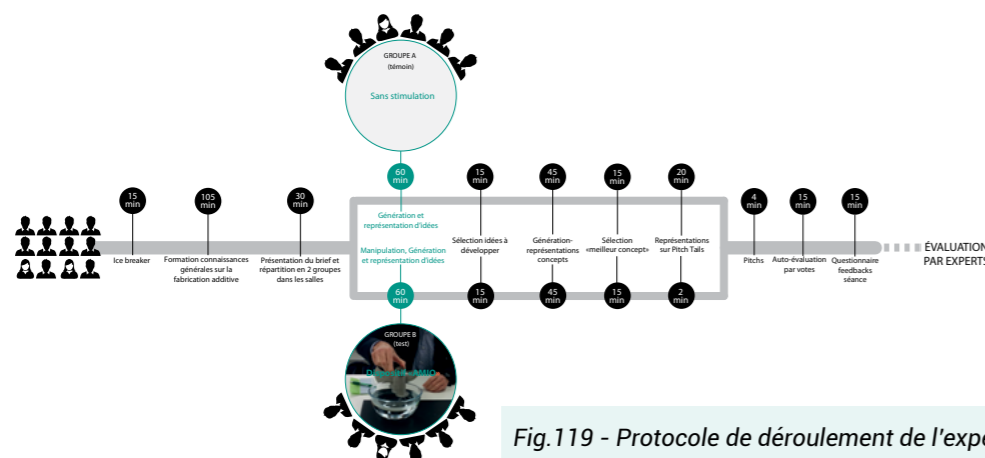 GROUPE A
(témoin)
Sans stimulation
60
min
15
min
45
min
15
min
20
min
15
min
105
min
30
min
4
min
15
min
15
min
Génération et
représentation d'idées
Manipulation, Génération
et représentation d'idées
Ice breaker
Formation connaissances
générales sur la
fabrication additive
Présentation du brief et
répartition en 2 groupes
dans les salles
Sélection idées à
développer
Génération-
représentations
concepts
Sélection
«meilleur concept»
Représentations
sur Pitch Tails
Pitchs
Auto-évaluation
par votes
Questionnaire
feedbacks
séance
ÉVALUATION
PAR EXPERTS
60
min
15
min
45
min
15
min
2
min
GROUPE B
(test)
Fig.119 - Protocole de déroulement de l'expé